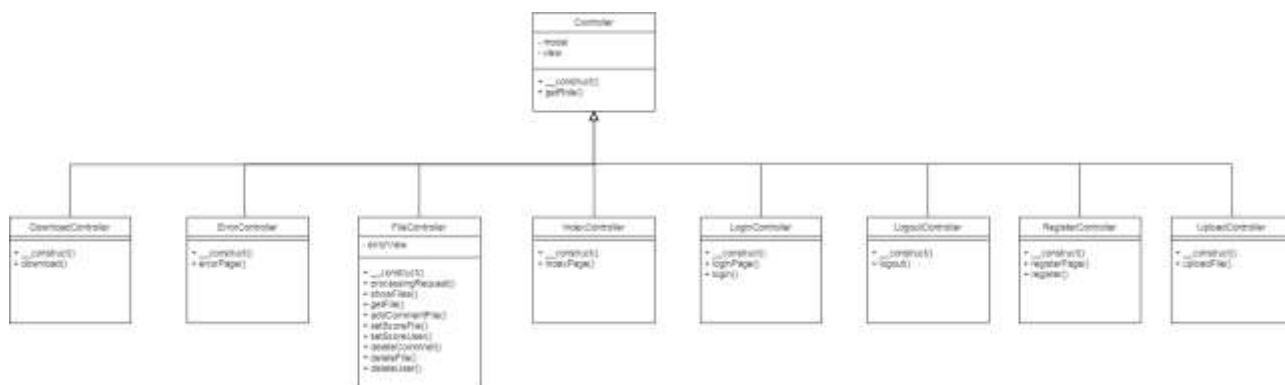 Controller
- model
- view
+ __construct()
+ getRole()
DownloadController
+ __construct()
+ download()
ErrorController
+ __construct()
+ errorPage()
FileController
- errorView
+ __construct()
+ processingRequest()
+ showFiles()
+ getFile()
+ addCommentFile()
+ setScoreFile()
+ setScoreUser()
+ deleteComment()
+ deleteFile()
+ deleteUser()
IndexController
+ __construct()
+ indexPage()
LoginController
+ __construct()
+ loginPage()
+ login()
LogoutController
+ __construct()
+ logout()
RegisterController
+ __construct()
+ registerPage()
+ register()
UploadController
+ __construct()
+ uploadFile()